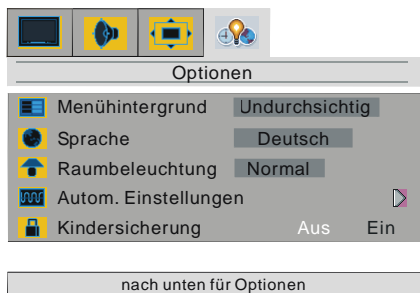 Optionen
Menühintergrund Undurchsichtig
Sprache Deutsch
Raumbeleuchtung Normal
Autom. Einstellungen
Kindersicherung Aus Ein
nach unten für Optionen